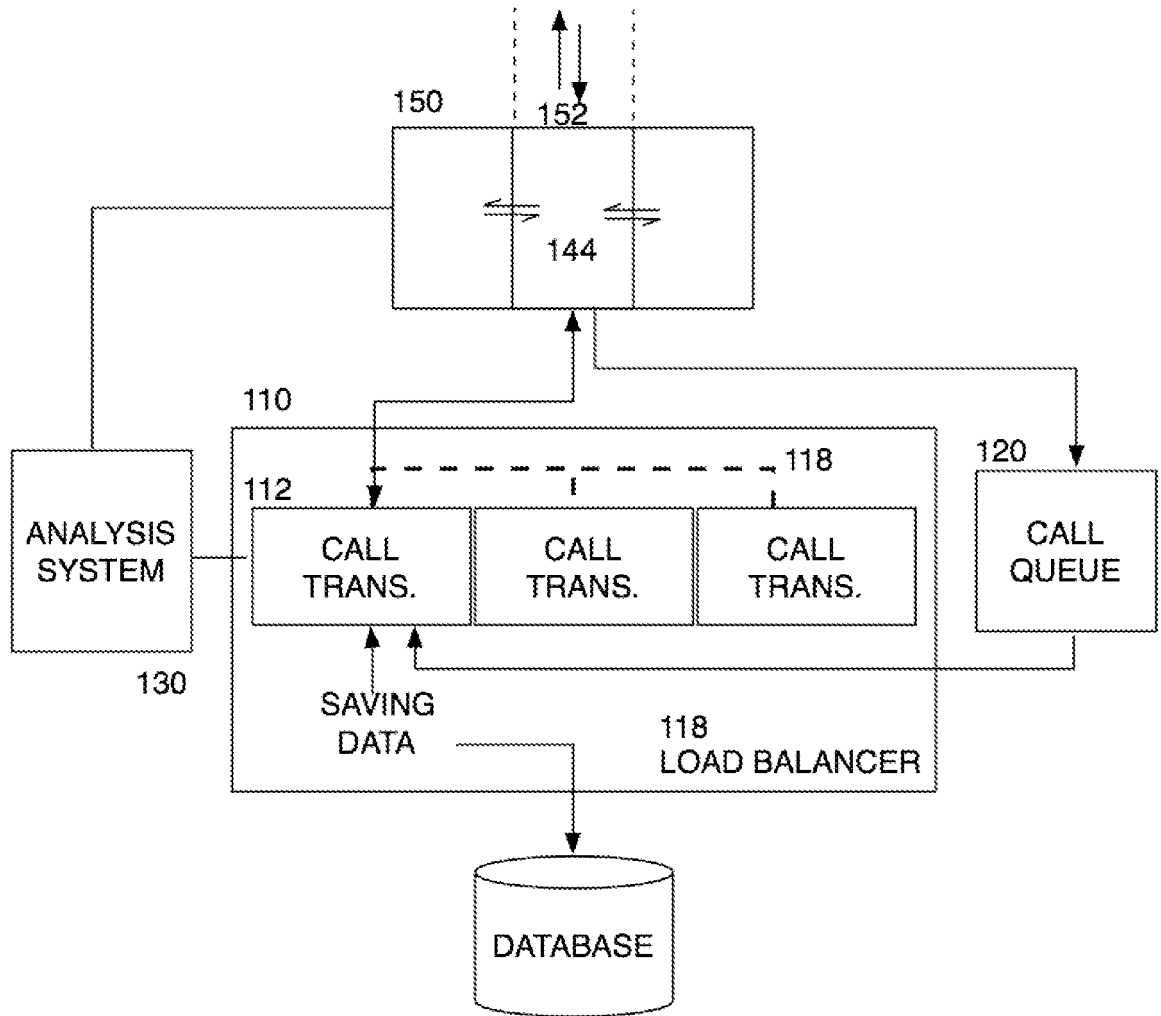 150
152
144
110
118
120
112
ANALYSIS
SYSTEM
CALL
TRANS.
CALL
TRANS.
CALL
TRANS.
CALL
QUEUE
130
SAVING
DATA
118
LOAD BALANCER
DATABASE